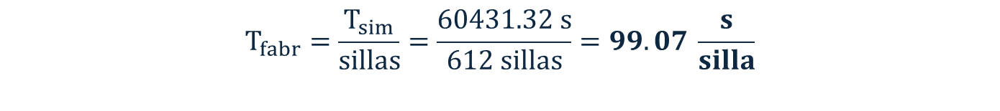 T_fabr = T_sim / sillas = 60431.32 s / 612 sillas = 99.07 s / silla